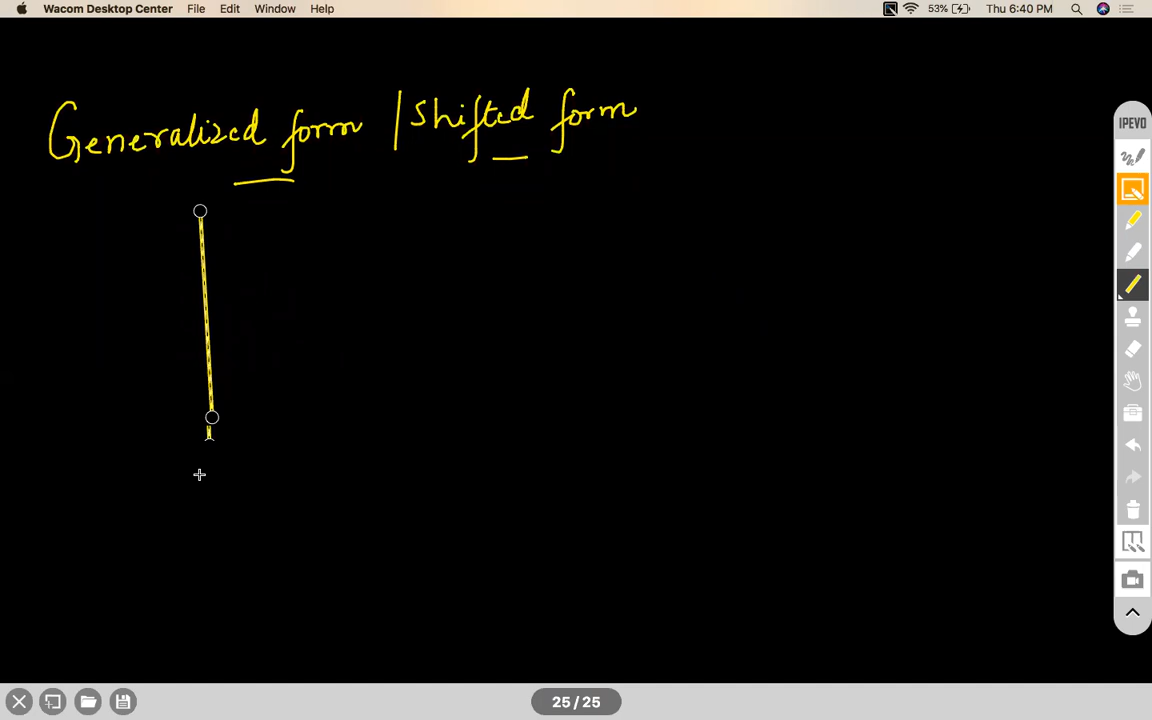 Wacom Desktop Center File Edit Window Help 53% Thu 6:40 PM
Generalized form / Shifted form
IPEVO
25 / 25